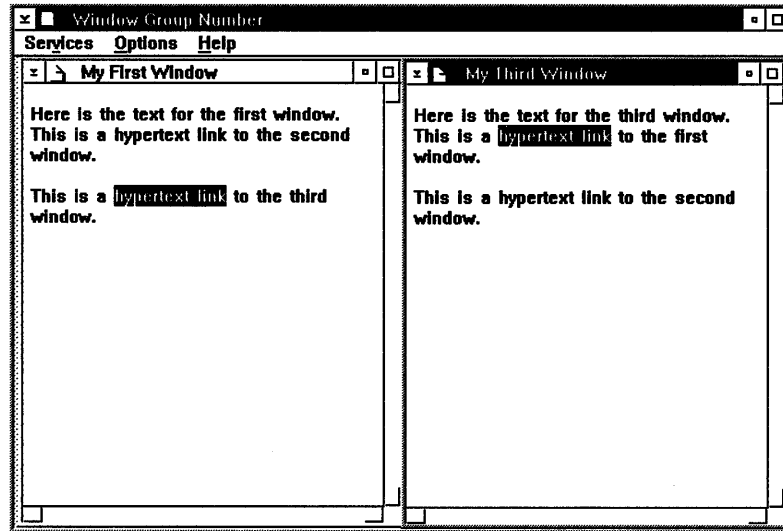 Window Group Number
Services Options Help
My First Window
Here is the text for the first window.
This is a hypertext link to the second
window.
This is a hypertext link to the third
window.
My Third Window
Here is the text for the third window.
This is a hypertext link to the first
window.
This is a hypertext link to the second
window.